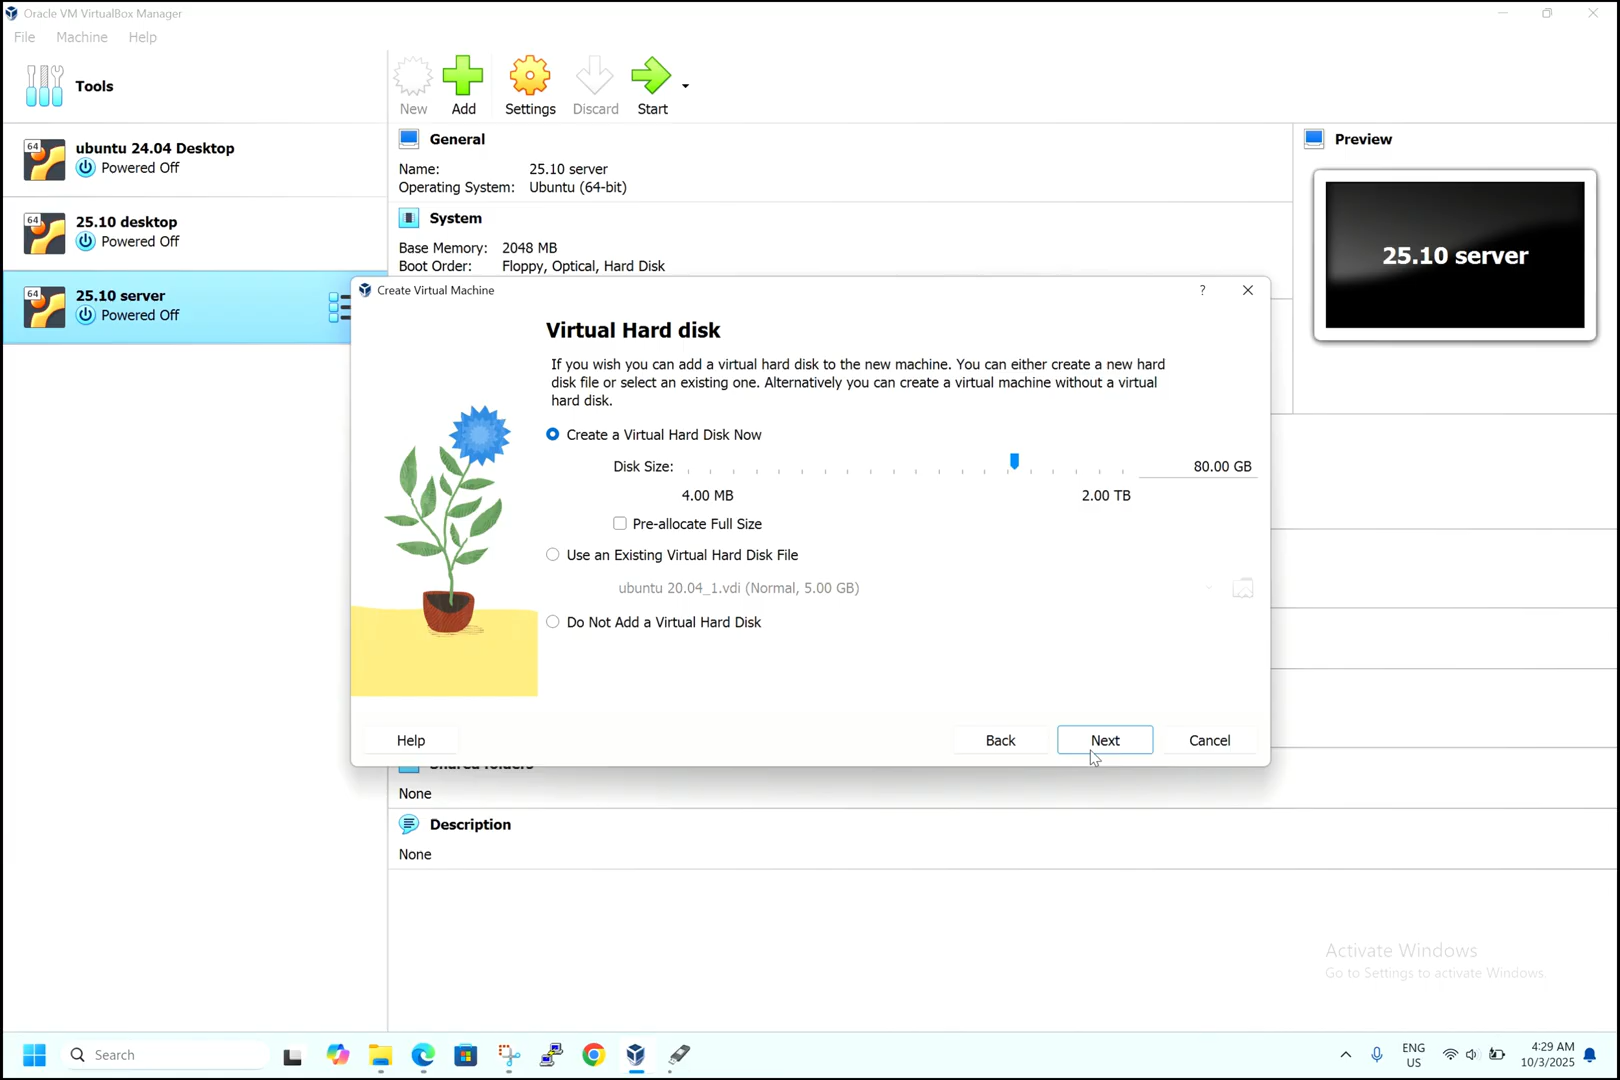 Oracle VM VirtualBox Manager
File Machine Help
Tools
New
Add
Settings
Discard
Start
64
ubuntu 24.04 Desktop
Powered Off
64
25.10 desktop
Powered Off
64
25.10 server
Powered Off
General
Name: 25.10 server
Operating System: Ubuntu (64-bit)
System
Base Memory: 2048 MB
Boot Order: Floppy, Optical, Hard Disk
Preview
25.10 server
Create Virtual Machine
?
Virtual Hard disk
If you wish you can add a virtual hard disk to the new machine. You can either create a new hard
disk file or select an existing one. Alternatively you can create a virtual machine without a virtual
hard disk.
Create a Virtual Hard Disk Now
Disk Size: 80.00 GB
4.00 MB 2.00 TB
Pre-allocate Full Size
Use an Existing Virtual Hard Disk File
ubuntu 20.04_1.vdi (Normal, 5.00 GB)
Do Not Add a Virtual Hard Disk
Help Back Next Cancel
Shared folders
None
Description
None
Activate Windows
Go to Settings to activate Windows.
Search
ENG
US
4:29 AM
10/3/2025